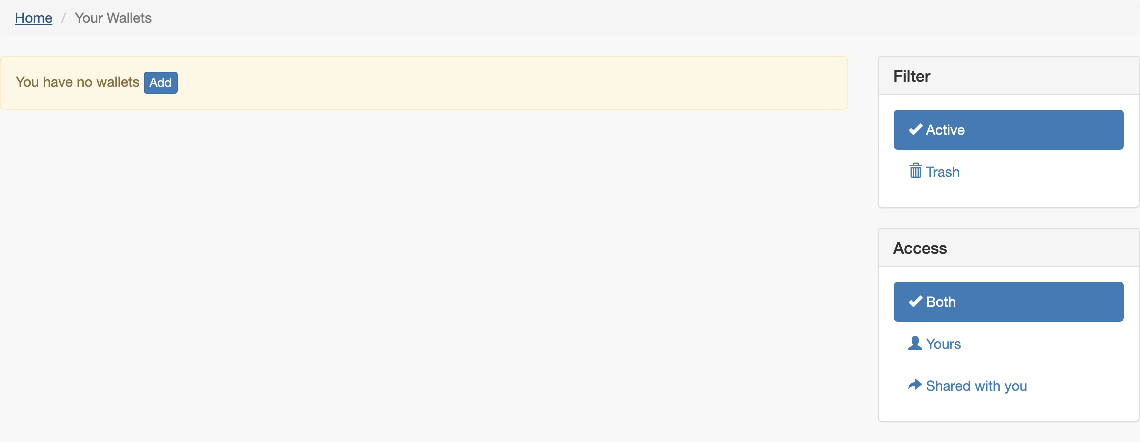 Home / Your Wallets
You have no wallets Add
Filter
Active
Trash
Access
Both
Yours
Shared with you